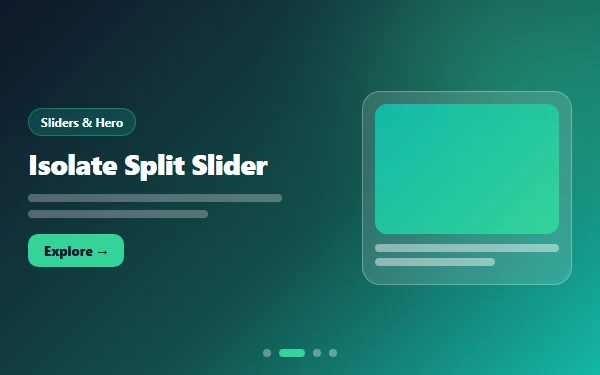 Sliders & Hero
Isolate Split Slider
Explore →